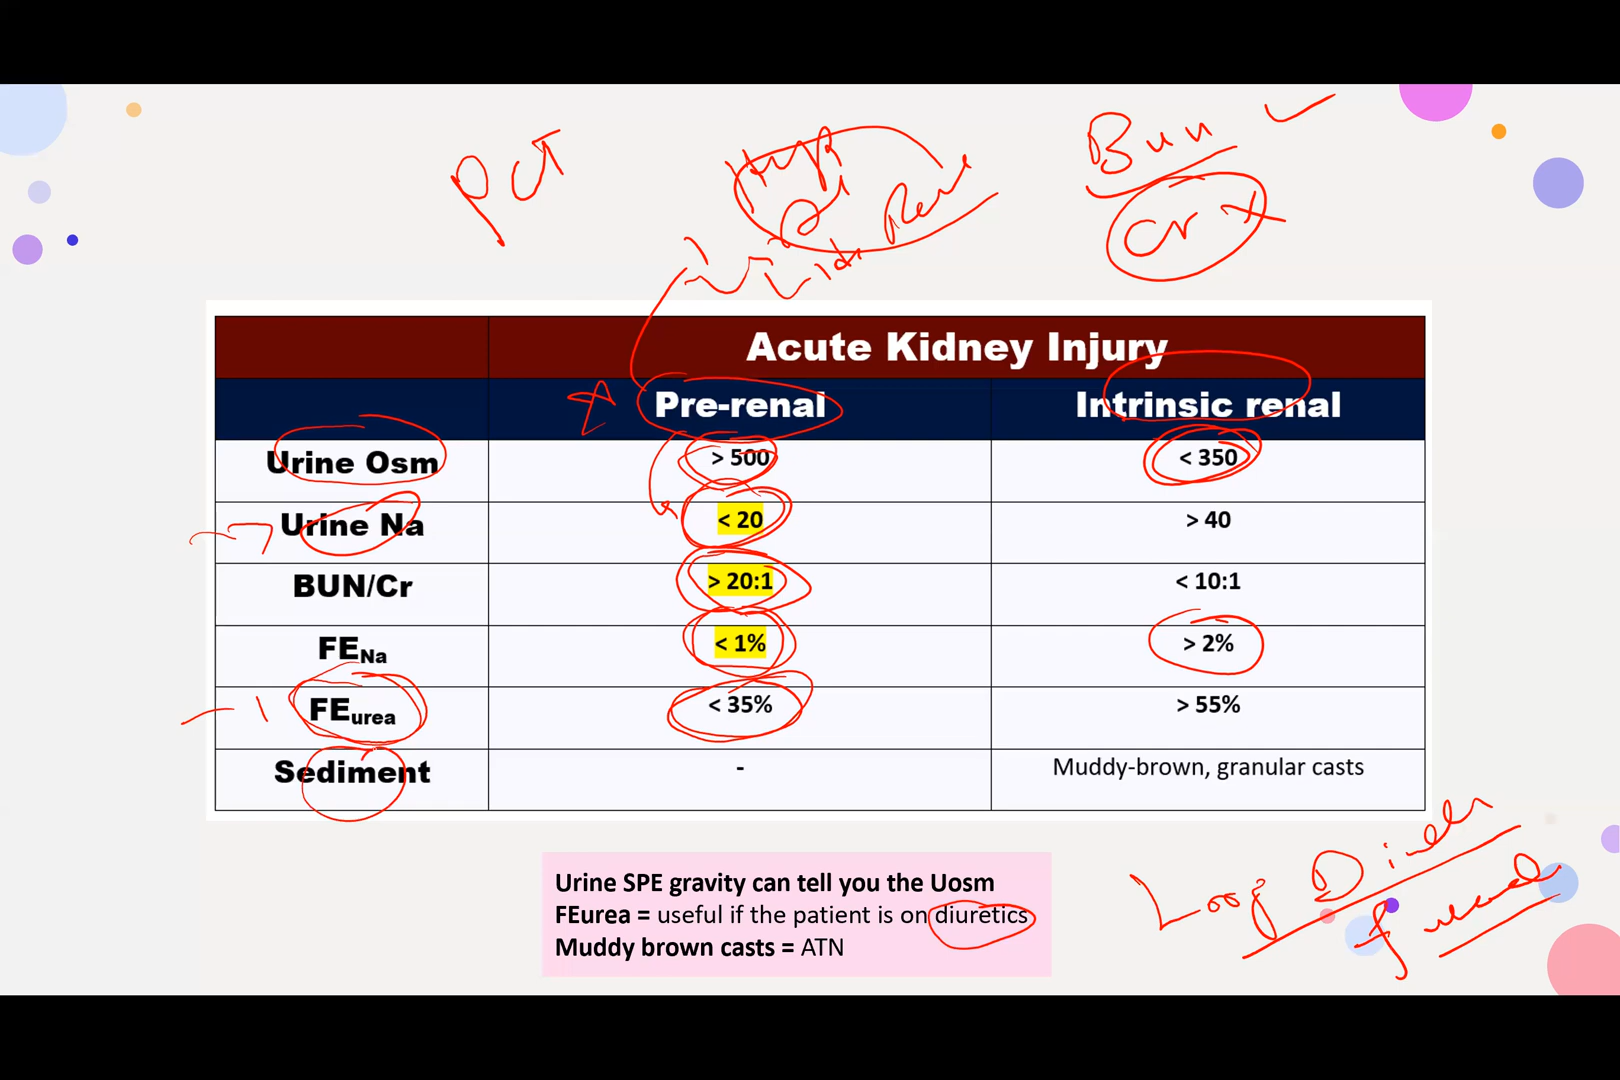 PCT
Bun
Cr
Acute Kidney Injury
Pre-renal Intrinsic renal
Urine Osm > 500 < 350
Urine Na < 20 > 40
BUN/Cr > 20:1 < 10:1
FENa < 1% > 2%
FEurea < 35% > 55%
Sediment - Muddy-brown, granular casts
Urine SPE gravity can tell you the Uosm
FEurea = useful if the patient is on diuretics
Muddy brown casts = ATN
Loop